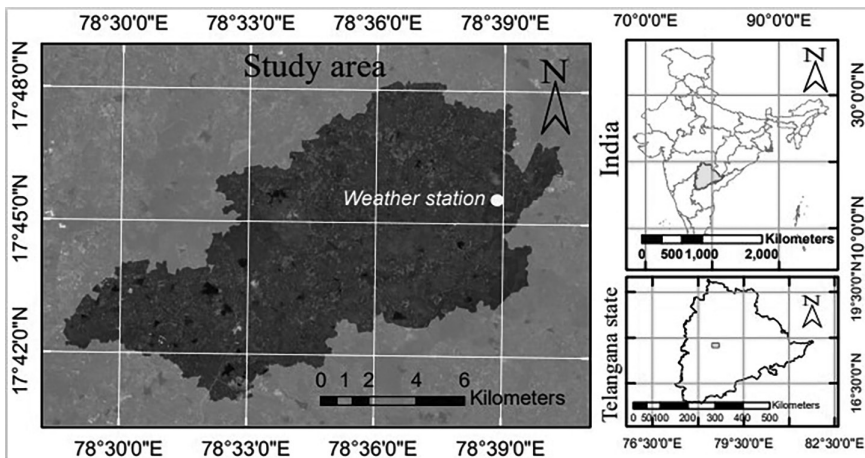 78°30'0"E 78°33'0"E 78°36'0"E 78°39'0"E
Study area
N
Weather station
17°48'0"N
17°45'0"N
17°42'0"N
0 1 2 4 6
Kilometers
78°30'0"E 78°33'0"E 78°36'0"E 78°39'0"E
70°0'0"E 90°0'0"E
India
N
30°0'0"N
10°0'0"N
Kilometers
0 500 1,000 2,000
Telangana state
N
19°30'0"N
16°30'0"N
Kilometers
0 50 100 200 300 400 500
76°30'0"E 79°30'0"E 82°30'0"E